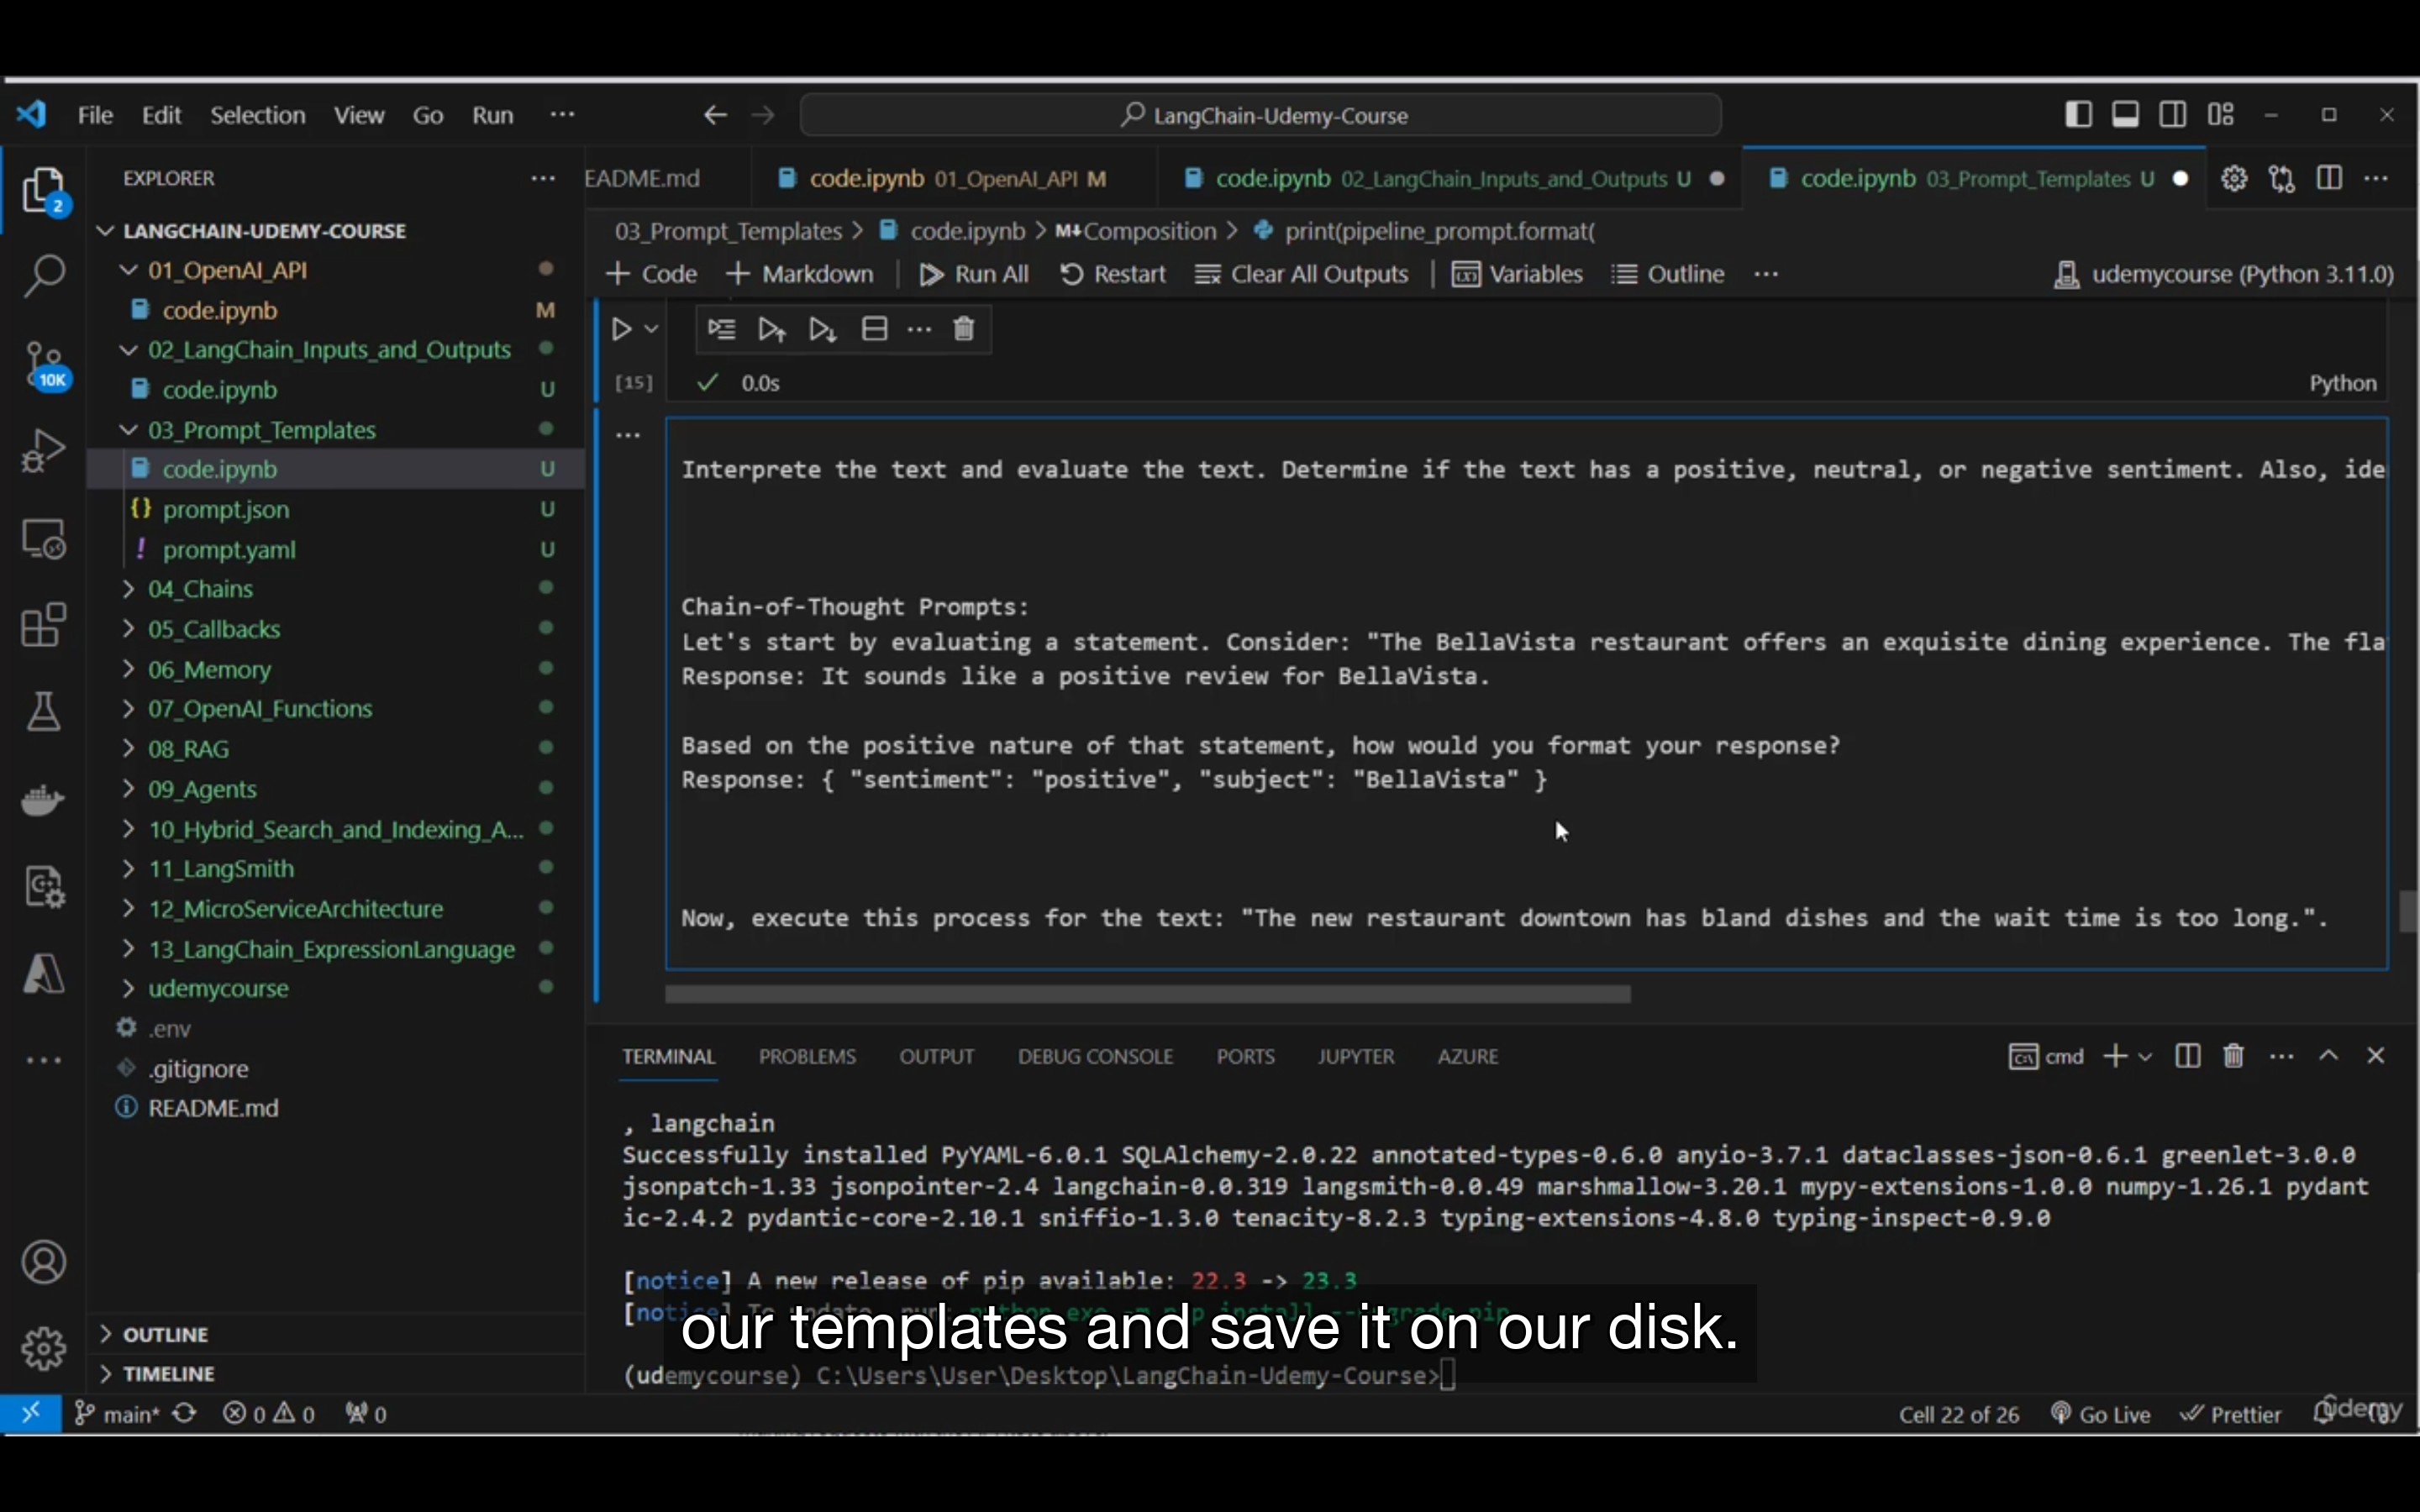 File Edit Selection View Go Run ··· LangChain-Udemy-Course
EXPLORER ···
2
10K
LANGCHAIN-UDEMY-COURSE
01_OpenAI_API
code.ipynb M
02_LangChain_Inputs_and_Outputs
code.ipynb U
03_Prompt_Templates
code.ipynb U
prompt.json U
prompt.yaml U
04_Chains
05_Callbacks
06_Memory
07_OpenAI_Functions
08_RAG
09_Agents
10_Hybrid_Search_and_Indexing_A...
11_LangSmith
12_MicroServiceArchitecture
13_LangChain_ExpressionLanguage
udemycourse
.env
.gitignore
README.md
OUTLINE
TIMELINE
EADME.md code.ipynb 01_OpenAI_API M code.ipynb 02_LangChain_Inputs_and_Outputs U code.ipynb 03_Prompt_Templates U ···
03_Prompt_Templates > code.ipynb > M↓Composition > print(pipeline_prompt.format(
+ Code + Markdown Run All Restart Clear All Outputs Variables Outline ··· udemycourse (Python 3.11.0)
[15] 0.0s Python
Interprete the text and evaluate the text. Determine if the text has a positive, neutral, or negative sentiment. Also, ide
Chain-of-Thought Prompts:
Let's start by evaluating a statement. Consider: "The BellaVista restaurant offers an exquisite dining experience. The fla
Response: It sounds like a positive review for BellaVista.
Based on the positive nature of that statement, how would you format your response?
Response: { "sentiment": "positive", "subject": "BellaVista" }
Now, execute this process for the text: "The new restaurant downtown has bland dishes and the wait time is too long.".
TERMINAL PROBLEMS OUTPUT DEBUG CONSOLE PORTS JUPYTER AZURE cmd
, langchain
Successfully installed PyYAML-6.0.1 SQLAlchemy-2.0.22 annotated-types-0.6.0 anyio-3.7.1 dataclasses-json-0.6.1 greenlet-3.0.0
jsonpatch-1.33 jsonpointer-2.4 langchain-0.0.319 langsmith-0.0.49 marshmallow-3.20.1 mypy-extensions-1.0.0 numpy-1.26.1 pydant
ic-2.4.2 pydantic-core-2.10.1 sniffio-1.3.0 tenacity-8.2.3 typing-extensions-4.8.0 typing-inspect-0.9.0
[notice] A new release of pip available: 22.3 -> 23.3
[notice] To update, run: python.exe -m pip install --upgrade pip
our templates and save it on our disk.
(udemycourse) C:\Users\User\Desktop\LangChain-Udemy-Course>
main* 0 0 0 Cell 22 of 26 Go Live Prettier
Udemy